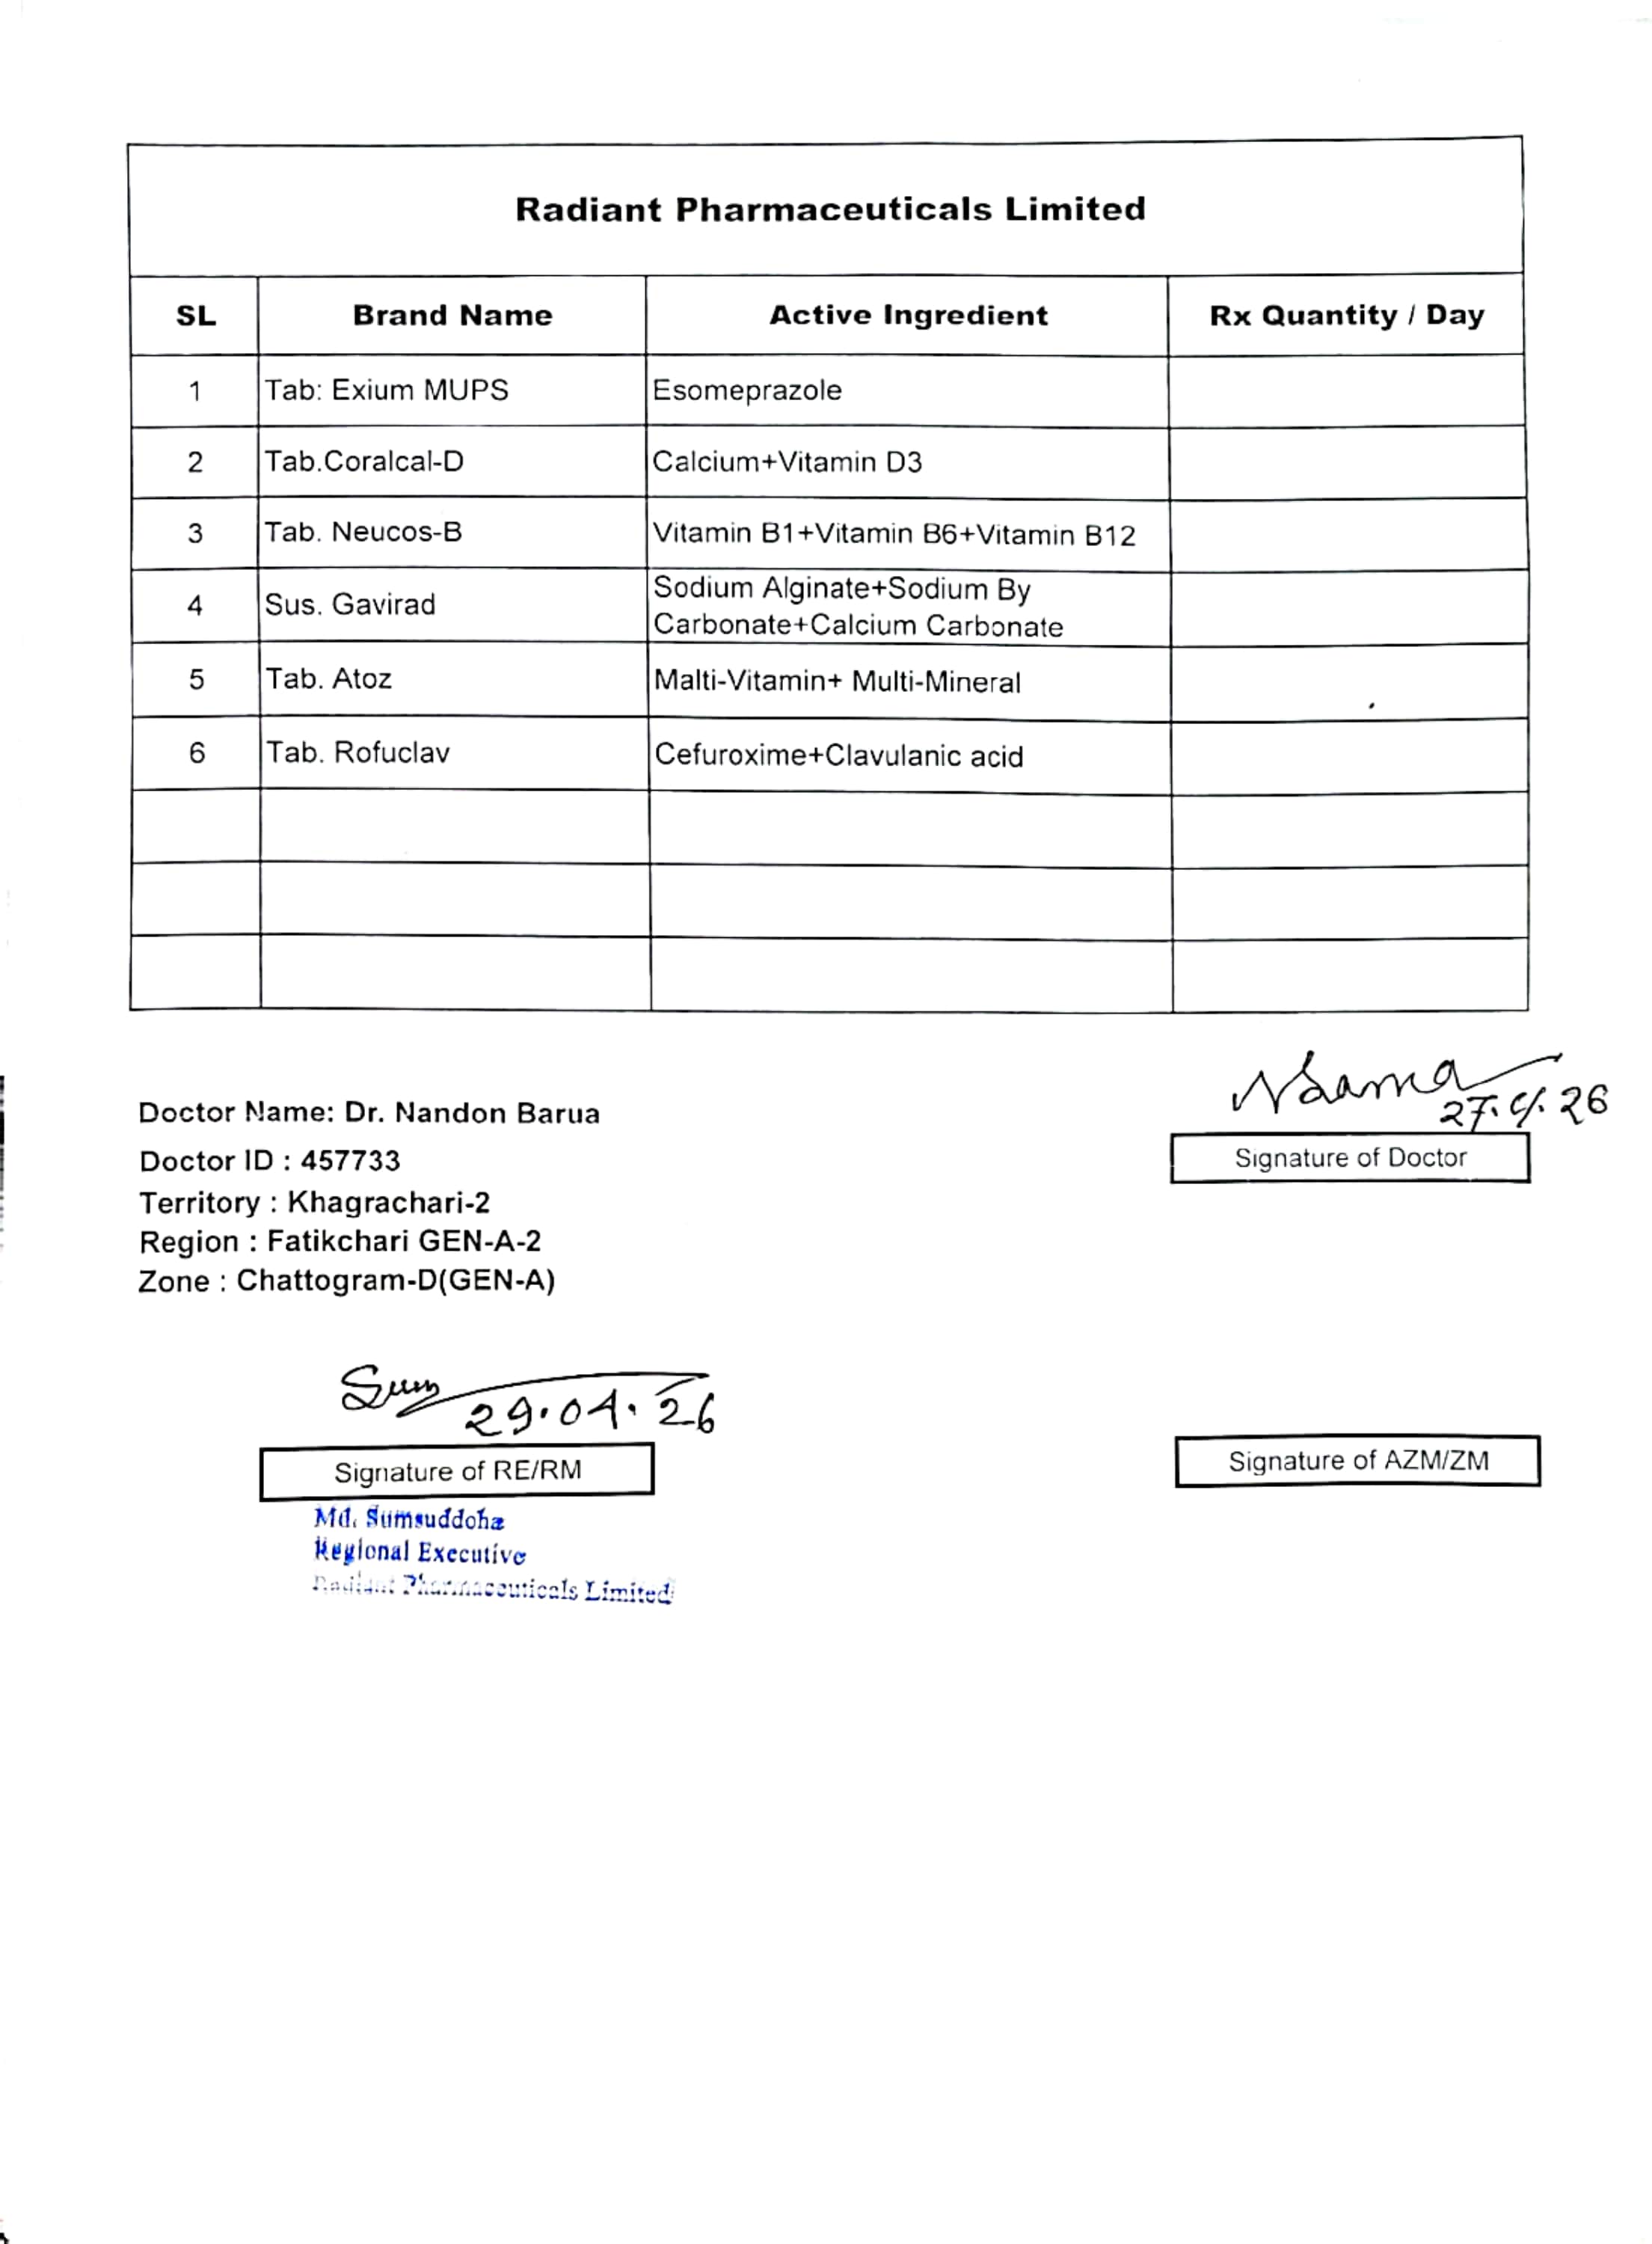 Radiant Pharmaceuticals Limited
SL Brand Name Active Ingredient Rx Quantity / Day
1 Tab: Exium MUPS Esomeprazole
2 Tab.Coralcal-D Calcium+Vitamin D3
3 Tab. Neucos-B Vitamin B1+Vitamin B6+Vitamin B12
4 Sus. Gavirad Sodium Alginate+Sodium By
Carbonate+Calcium Carbonate
5 Tab. Atoz Malti-Vitamin+ Multi-Mineral
6 Tab. Rofuclav Cefuroxime+Clavulanic acid
27.4.26
Signature of Doctor
Doctor Name: Dr. Nandon Barua
Doctor ID : 457733
Territory : Khagrachari-2
Region : Fatikchari GEN-A-2
Zone : Chattogram-D(GEN-A)
29.04.26
Signature of RE/RM
Signature of AZM/ZM
Md. Sumsuddoha
Regional Executive
Radiant Pharmaceuticals Limited